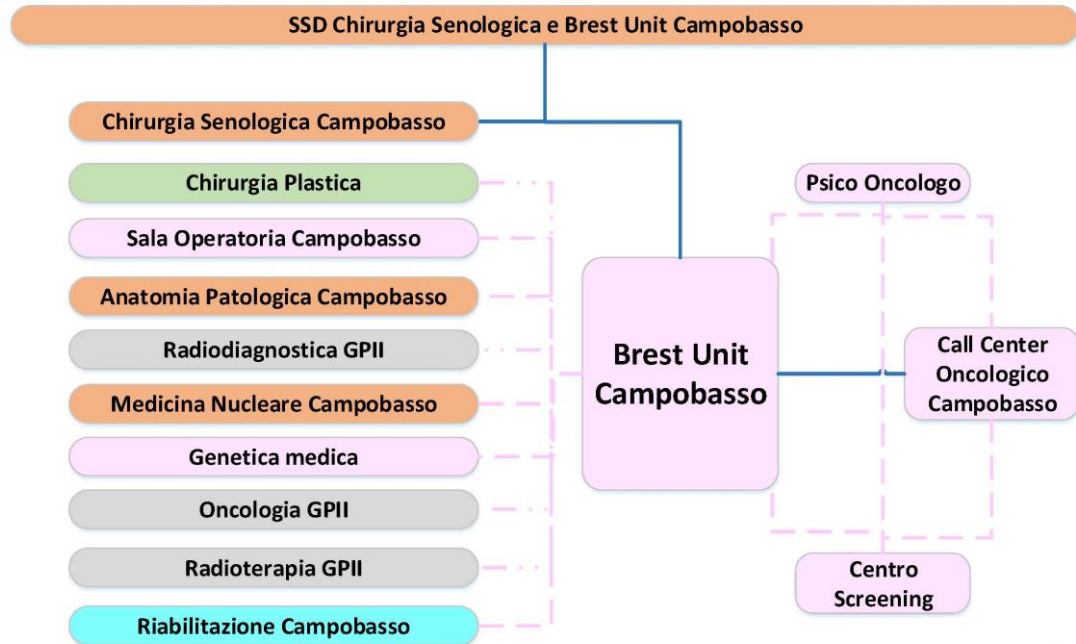 SSD Chirurgia Senologica e Brest Unit Campobasso
Chirurgia Senologica Campobasso
Chirurgia Plastica
Sala Operatoria Campobasso
Anatomia Patologica Campobasso
Radiodiagnostica GPII
Medicina Nucleare Campobasso
Genetica medica
Oncologia GPII
Radioterapia GPII
Riabilitazione Campobasso
Brest Unit
Campobasso
Psico Oncologo
Call Center
Oncologico
Campobasso
Centro
Screening